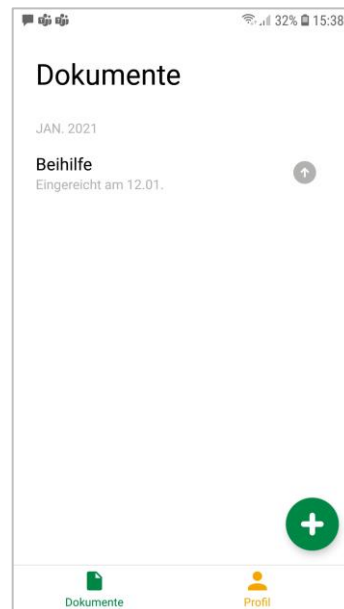 32% 15:38
Dokumente
JAN. 2021
Beihilfe
Eingereicht am 12.01.
Dokumente Profil